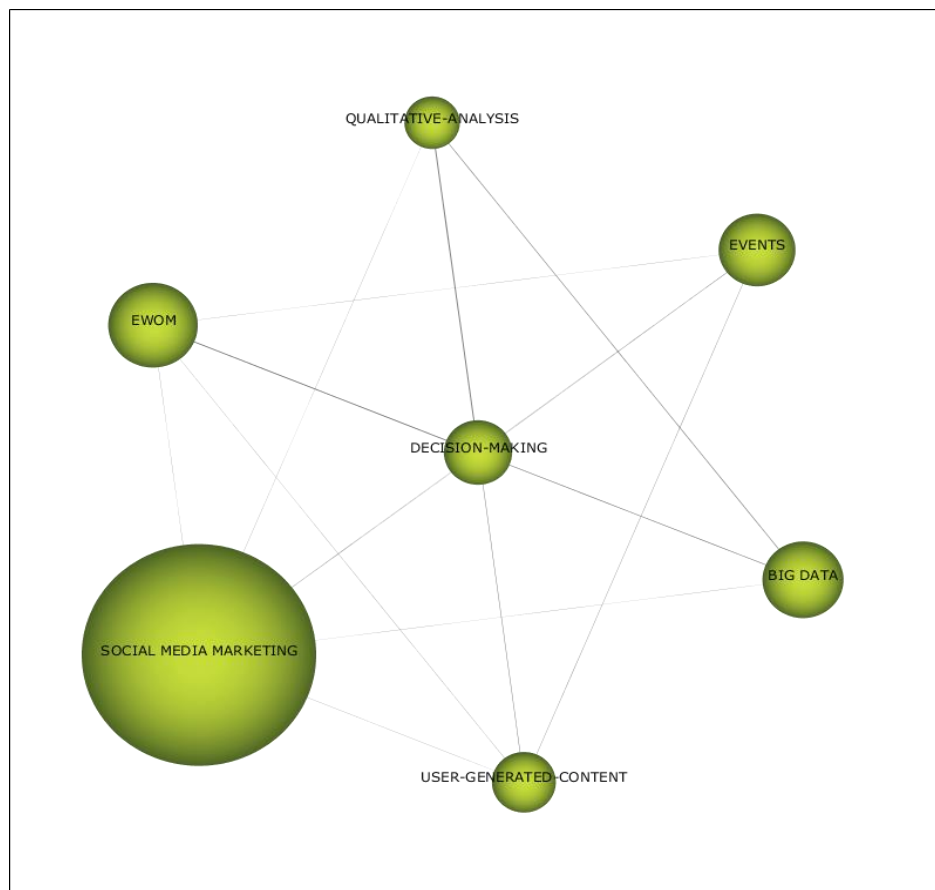 QUALITATIVE-ANALYSIS
EVENTS
EWOM
DECISION-MAKING
BIG DATA
SOCIAL MEDIA MARKETING
USER-GENERATED-CONTENT